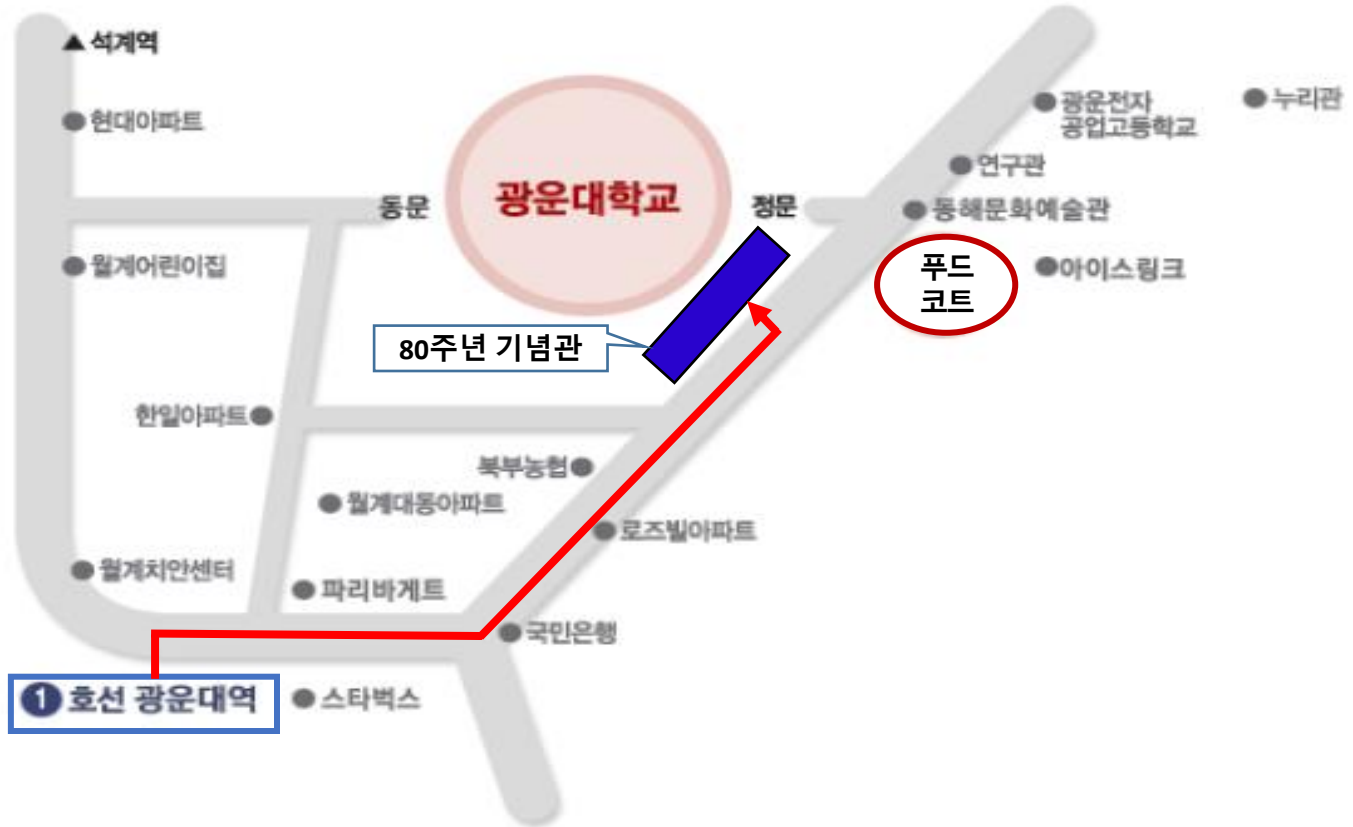 ▲ 석계역
현대아파트
광운전자
공업고등학교
누리관
연구관
광운대학교
동문
정문
동해문화예술관
월계어린이집
푸드
코트
아이스링크
80주년 기념관
한일아파트
북부농협
월계대동아파트
로즈빌아파트
월계치안센터
파리바게트
국민은행
1 호선 광운대역
스타벅스